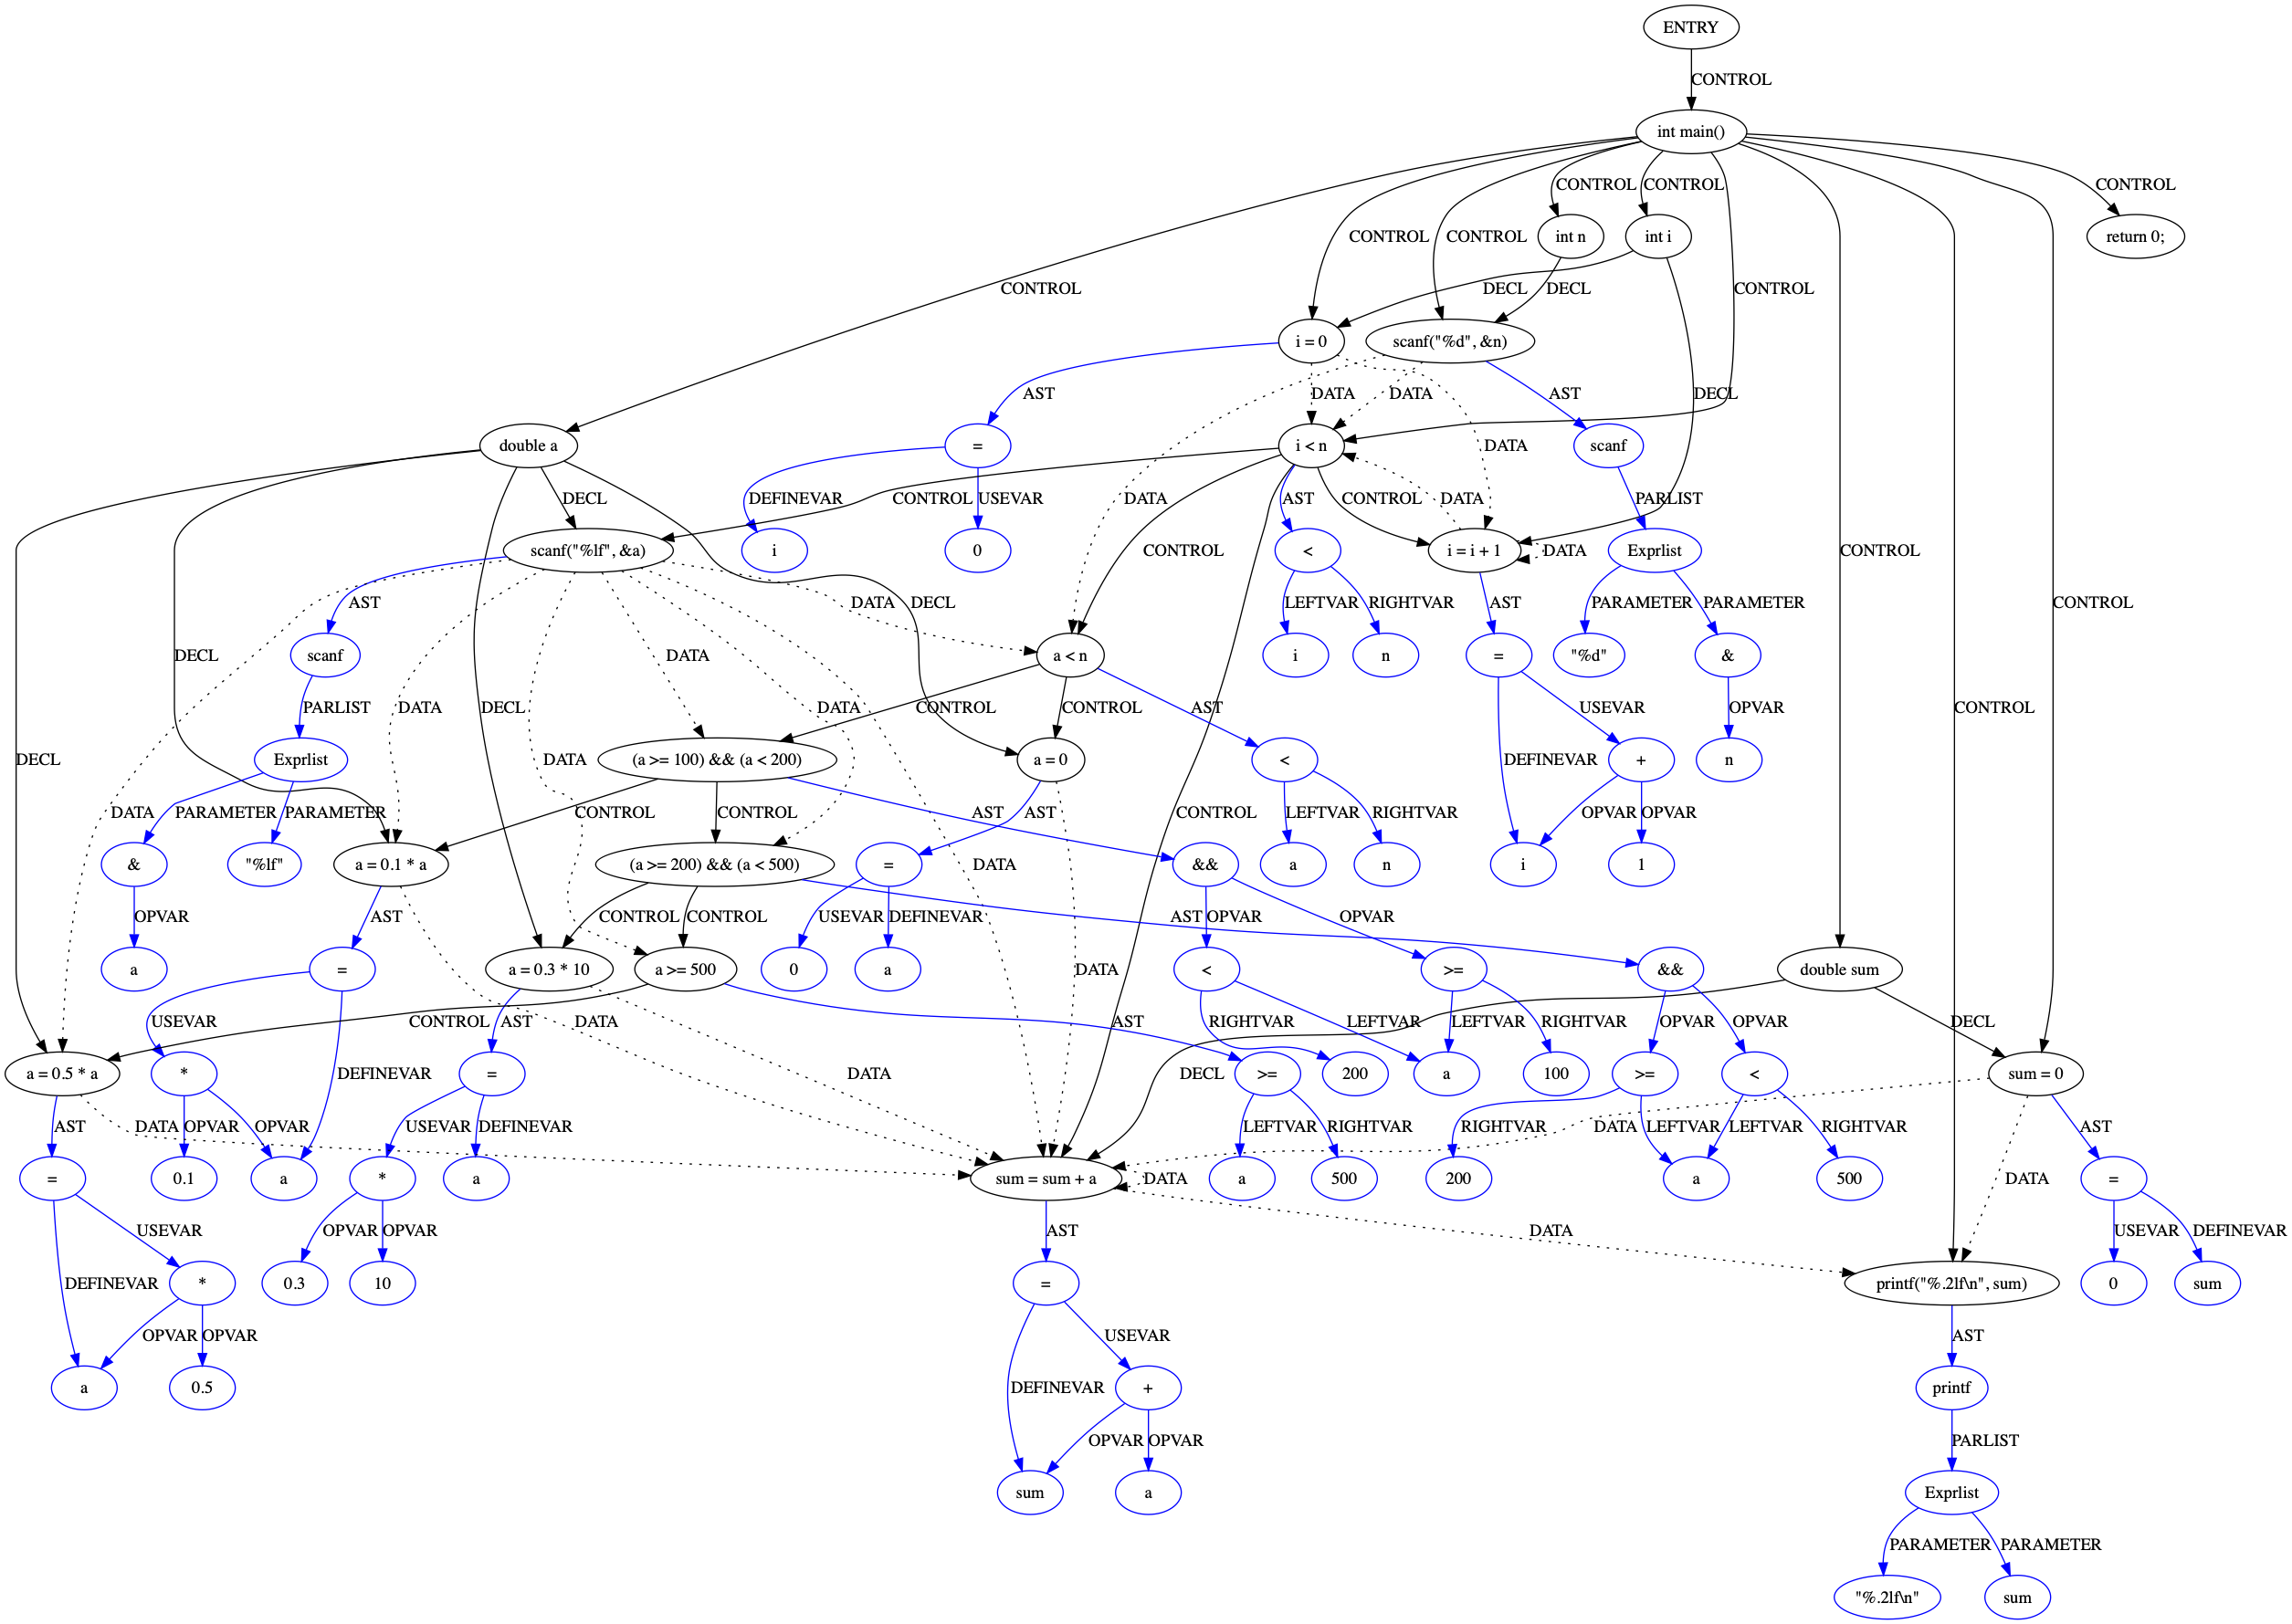 ENTRY
CONTROL
int main()
CONTROL CONTROL CONTROL
int n int i return 0;
CONTROL CONTROL
CONTROL DECL DECL CONTROL
i = 0 scanf("%d", &n)
AST DATA DATA AST DECL
double a = i < n DATA scanf
DECL CONTROL DEFINEVAR USEVAR DATA AST CONTROL DATA PARLIST
scanf("%lf", &a) i 0 CONTROL < i = i + 1 DATA Exprlist CONTROL
AST DATA DECL LEFTVAR RIGHTVAR AST PARAMETER PARAMETER CONTROL
DECL scanf DATA a < n i n = "%d" &
PARLIST DATA DECL DATA CONTROL CONTROL AST DEFINEVAR USEVAR OPVAR CONTROL
DECL Exprlist DATA (a >= 100) && (a < 200) a = 0 < + n
DATA PARAMETER PARAMETER CONTROL CONTROL AST AST CONTROL LEFTVAR RIGHTVAR OPVAR OPVAR
& "%lf" a = 0.1 * a (a >= 200) && (a < 500) DATA = && a n i 1
OPVAR AST CONTROL CONTROL USEVAR DEFINEVAR OPVAR AST OPVAR
a = a = 0.3 * 10 a >= 500 0 a DATA < >= && double sum
USEVAR CONTROL AST DATA AST RIGHTVAR LEFTVAR LEFTVAR RIGHTVAR OPVAR OPVAR DECL
a = 0.5 * a * DEFINEVAR = DATA DECL >= 200 a 100 >= < sum = 0
AST DATA OPVAR OPVAR USEVAR DEFINEVAR LEFTVAR RIGHTVAR RIGHTVAR DATA LEFTVAR LEFTVAR RIGHTVAR AST
= 0.1 a * a sum = sum + a DATA a 500 200 a 500 DATA =
USEVAR OPVAR OPVAR AST DATA USEVAR DEFINEVAR
DEFINEVAR * 0.3 10 = printf("%.2lf\n", sum) 0 sum
OPVAR OPVAR USEVAR AST
a 0.5 DEFINEVAR + printf
OPVAR OPVAR PARLIST
sum a Exprlist
PARAMETER PARAMETER
"%.2lf\n" sum